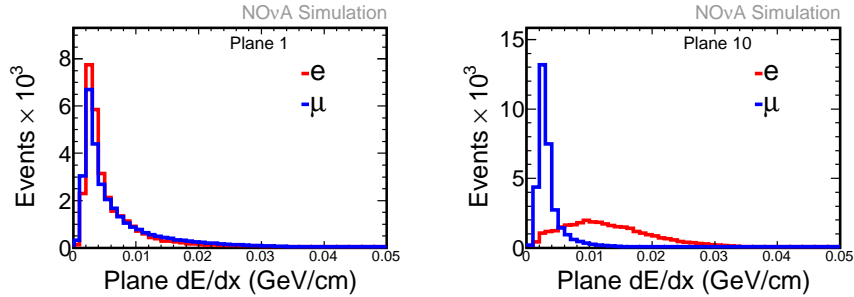 NOνA Simulation
Plane 1
e
μ
8
6
4
2
0
0.01
0.02
0.03
0.04
0.05
Events × 10³
Plane dE/dx (GeV/cm)
NOνA Simulation
Plane 10
e
μ
15
10
5
0
0
0.01
0.02
0.03
0.04
0.05
Events × 10³
Plane dE/dx (GeV/cm)